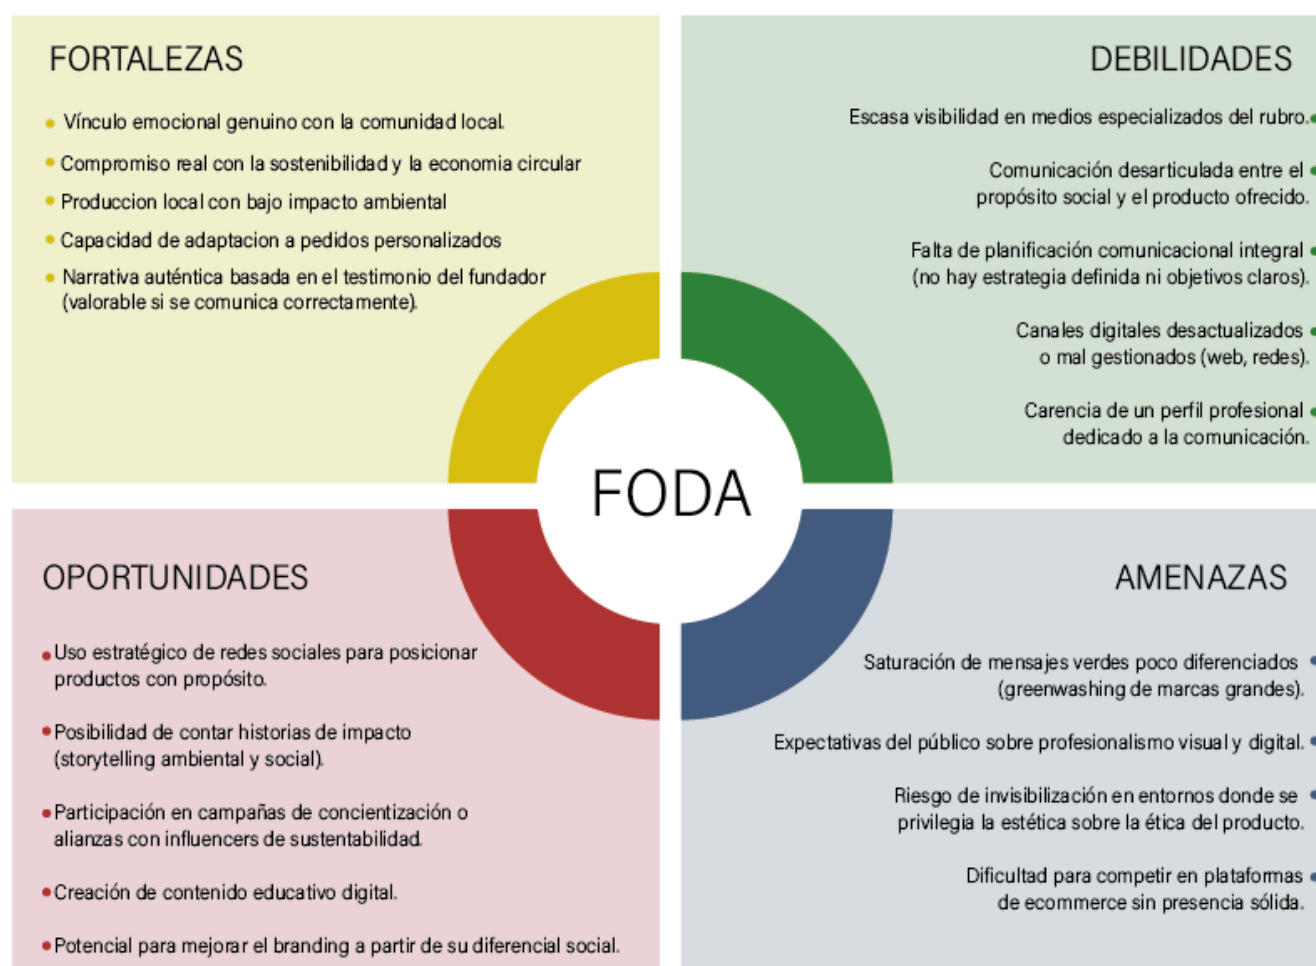 FORTALEZAS
Vínculo emocional genuino con la comunidad local.
Compromiso real con la sostenibilidad y la economia circular
Produccion local con bajo impacto ambiental
Capacidad de adaptacion a pedidos personalizados
Narrativa auténtica basada en el testimonio del fundador
(valorable si se comunica correctamente).
DEBILIDADES
Escasa visibilidad en medios especializados del rubro.
Comunicación desarticulada entre el
propósito social y el producto ofrecido.
Falta de planificación comunicacional integral
(no hay estrategia definida ni objetivos claros).
Canales digitales desactualizados
o mal gestionados (web, redes).
Carencia de un perfil profesional
dedicado a la comunicación.
FODA
OPORTUNIDADES
Uso estratégico de redes sociales para posicionar
productos con propósito.
Posibilidad de contar historias de impacto
(storytelling ambiental y social).
Participación en campañas de concientización o
alianzas con influencers de sustentabilidad.
Creación de contenido educativo digital.
Potencial para mejorar el branding a partir de su diferencial social.
AMENAZAS
Saturación de mensajes verdes poco diferenciados
(greenwashing de marcas grandes).
Expectativas del público sobre profesionalismo visual y digital.
Riesgo de invisibilización en entornos donde se
privilegia la estética sobre la ética del producto.
Dificultad para competir en plataformas
de ecommerce sin presencia sólida.